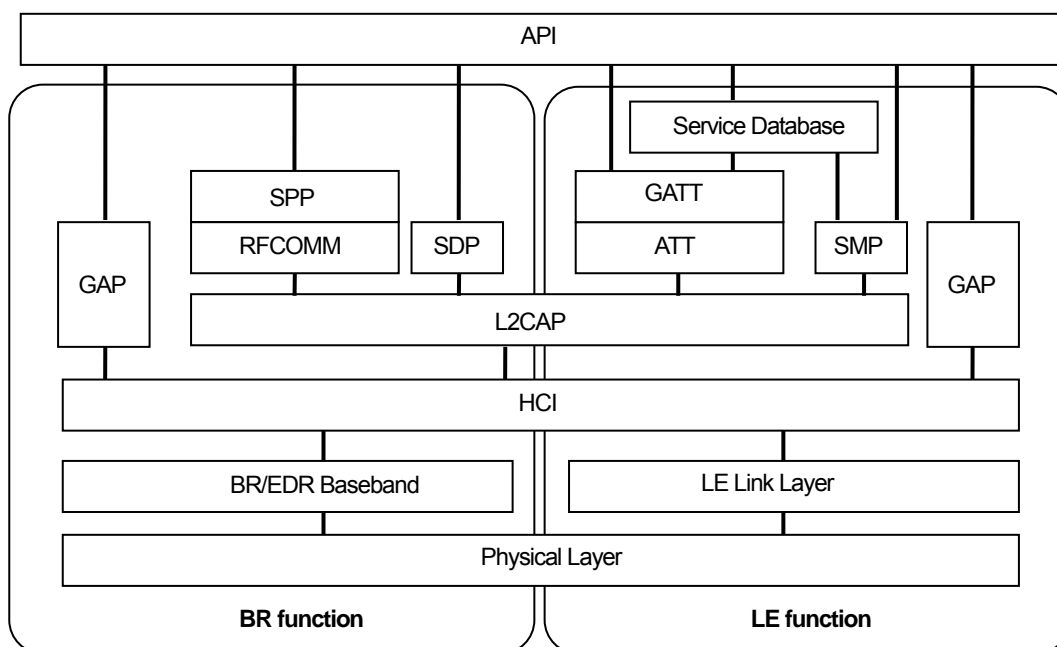 API
Service Database
SPP
GATT
RFCOMM
SDP
ATT
SMP
GAP
GAP
L2CAP
HCI
BR/EDR Baseband
LE Link Layer
Physical Layer
BR function
LE function